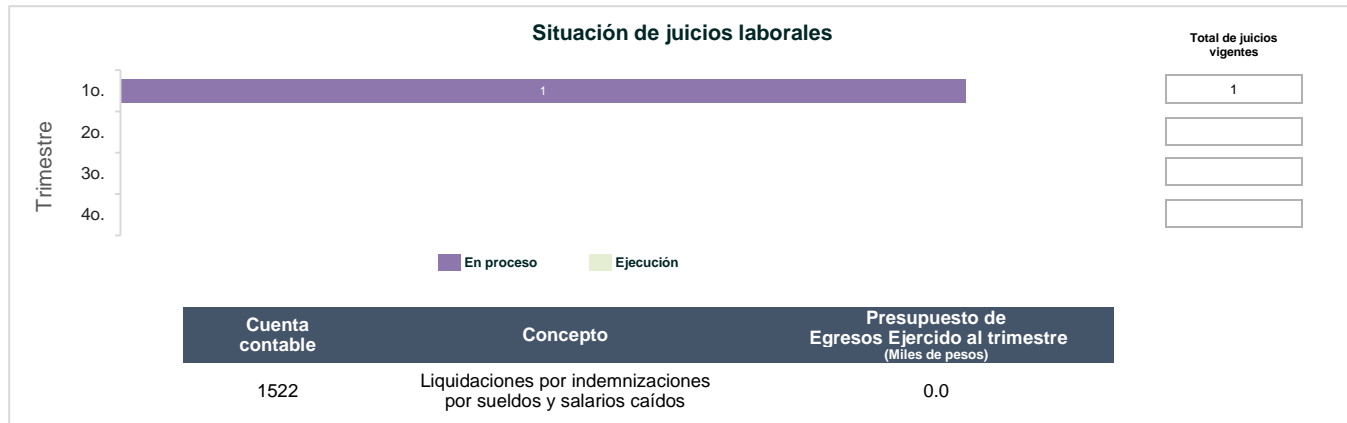 Situación de juicios laborales
Total de juicios
vigentes
Trimestre
1o.
1
1
2o.
3o.
4o.
En proceso
Ejecución
Cuenta
contable
Concepto
Presupuesto de
Egresos Ejercido al trimestre
(Miles de pesos)
1522
Liquidaciones por indemnizaciones
por sueldos y salarios caídos
0.0